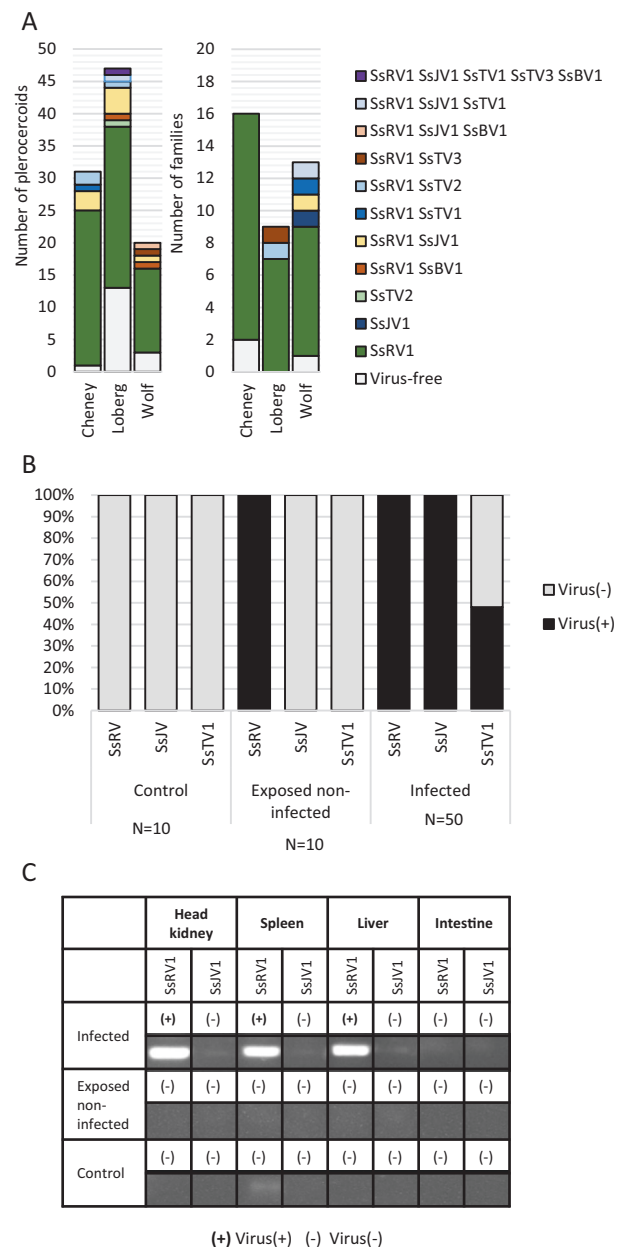 A
Number of plerocercoids
50
45
40
35
30
25
20
15
10
5
0
Cheney
Loberg
Wolf
Number of families
20
18
16
14
12
10
8
6
4
2
0
Cheney
Loberg
Wolf
SsRV1 SsJV1 SsTV1 SsTV3 SsBV1
SsRV1 SsJV1 SsTV1
SsRV1 SsJV1 SsBV1
SsRV1 SsTV3
SsRV1 SsTV2
SsRV1 SsTV1
SsRV1 SsJV1
SsRV1 SsBV1
SsTV2
SsJV1
SsRV1
Virus-free
B
100%
90%
80%
70%
60%
50%
40%
30%
20%
10%
0%
SsRV
SsJV
SsTV1
SsRV
SsJV
SsTV1
SsRV
SsJV
SsTV1
Control
N=10
Exposed non-
infected
N=10
Infected
N=50
Virus(-)
Virus(+)
C
Head
kidney
Spleen
Liver
Intestine
SsRV1
SsJV1
SsRV1
SsJV1
SsRV1
SsJV1
SsRV1
SsJV1
Infected
(+) (-) (+) (-) (+) (-) (-) (-)
Exposed
non-
infected
(-) (-) (-) (-) (-) (-) (-) (-)
Control
(-) (-) (-) (-) (-) (-) (-) (-)
(+) Virus(+) (-) Virus(-)